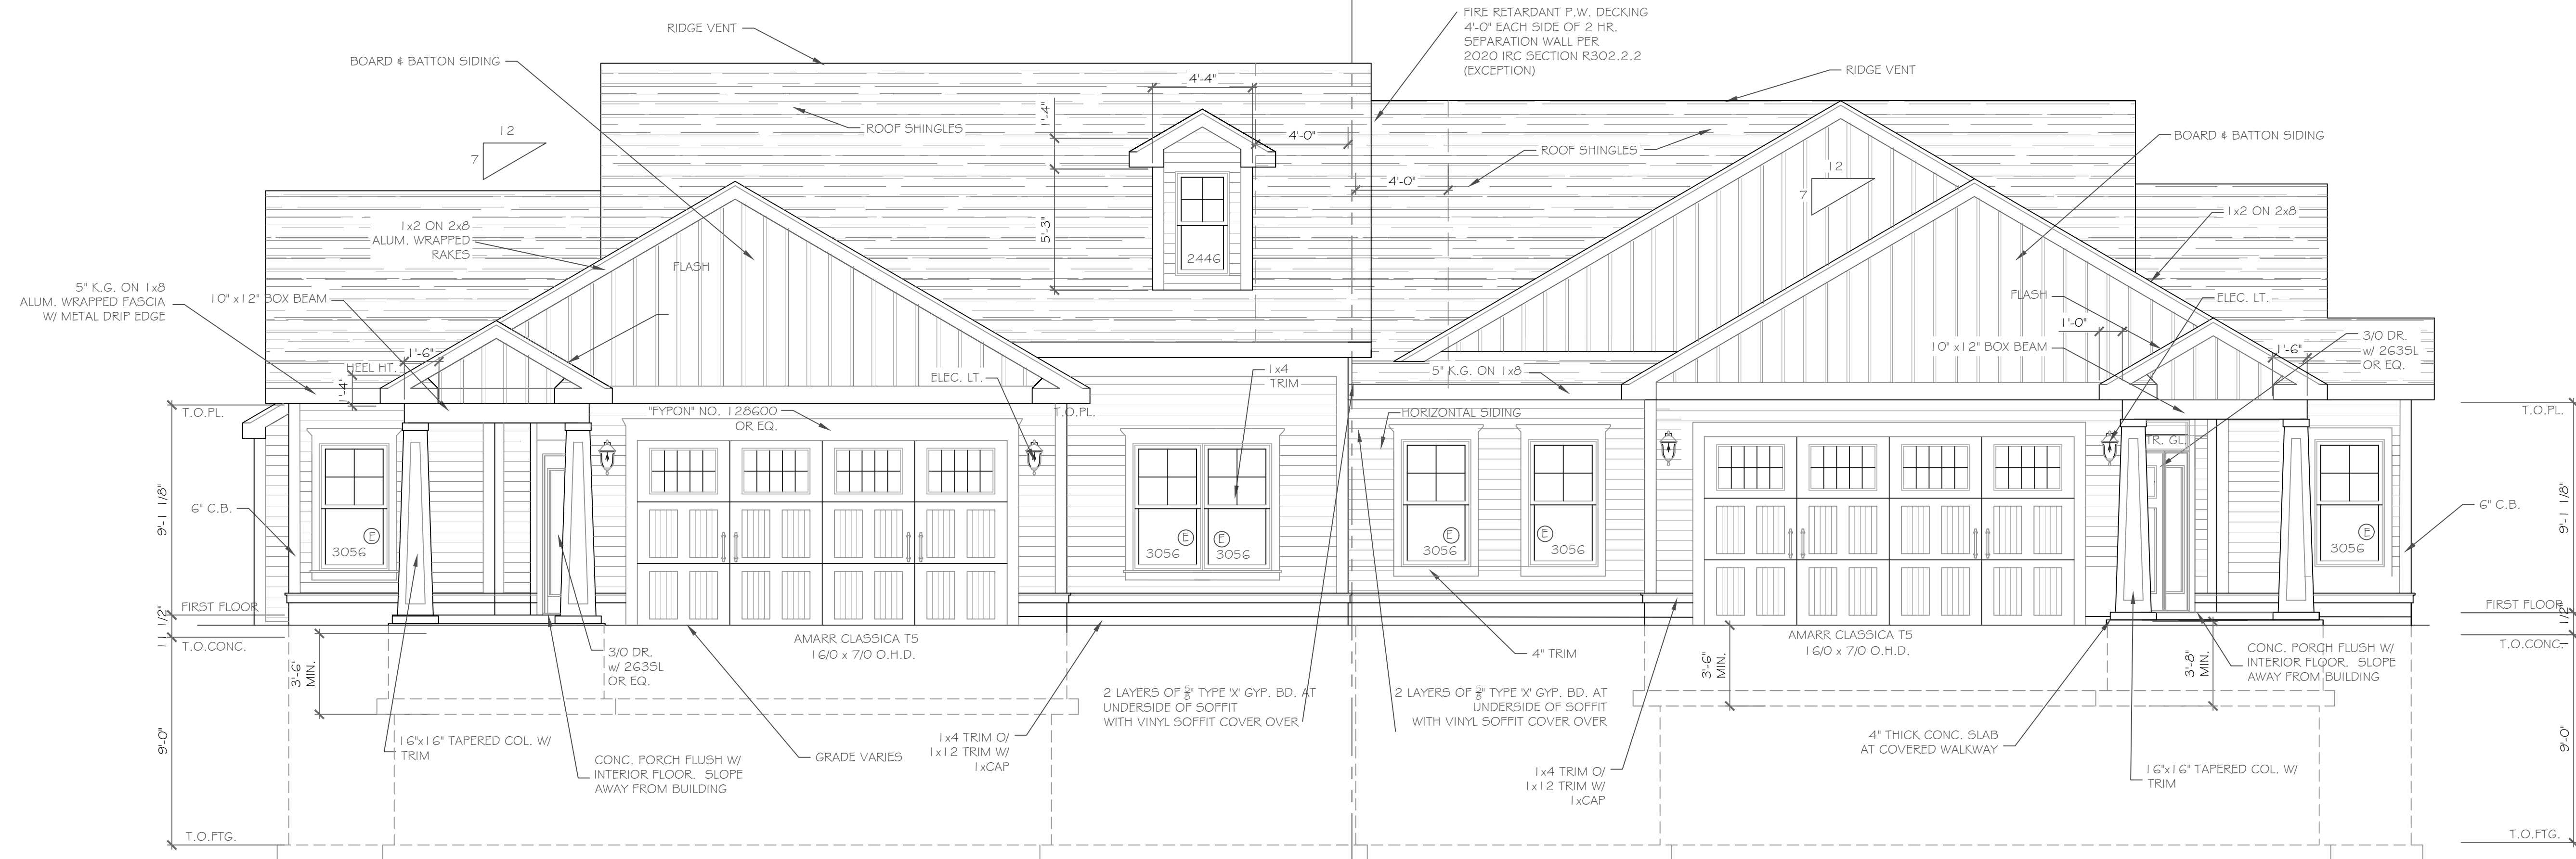 RIDGE VENT
BOARD & BATTON SIDING
FIRE RETARDANT P.W. DECKING
4'-0" EACH SIDE OF 2 HR.
SEPARATION WALL PER
2020 IRC SECTION R302.2.2
(EXCEPTION)
RIDGE VENT
4'-4"
1'-4"
12
7
ROOF SHINGLES
4'-0"
ROOF SHINGLES
BOARD & BATTON SIDING
12
7
4'-0"
1x2 ON 2x8
ALUM. WRAPPED
RAKES
5'-3"
2446
FLASH
1x2 ON 2x8
5" K.G. ON 1x8
ALUM. WRAPPED FASCIA
W/ METAL DRIP EDGE
10"x12" BOX BEAM
FLASH
ELEC. LT.
1'-0"
3/0 DR.
w/ 2635L
OR EQ.
10"x12" BOX BEAM
1'-6"
1'-6"
HEEL HT.
1'-4"
ELEC. LT.
1x4
TRIM
5" K.G. ON 1x8
T.O.PL.
"FYPON" NO. 128600
OR EQ.
T.O.PL.
HORIZONTAL SIDING
T.O.PL.
TR. GL.
9'-1 1/8"
6" C.B.
E
3056
E
3056
E
3056
E
3056
E
3056
E
3056
6" C.B.
9'-1 1/8"
FIRST FLOOR
1 1/2"
T.O.CONC.
FIRST FLOOR
1 1/2"
T.O.CONC.
3'-6"
MIN.
3/0 DR.
w/ 2635L
OR EQ.
AMARR CLASSICA T5
16/0 x 7/0 O.H.D.
4" TRIM
3'-6"
MIN.
AMARR CLASSICA T5
16/0 x 7/0 O.H.D.
3'-8"
MIN.
CONC. PORCH FLUSH W/
INTERIOR FLOOR. SLOPE
AWAY FROM BUILDING
2 LAYERS OF 5/8" TYPE 'X' GYP. BD. AT
UNDERSIDE OF SOFFIT
WITH VINYL SOFFIT COVER OVER
2 LAYERS OF 5/8" TYPE 'X' GYP. BD. AT
UNDERSIDE OF SOFFIT
WITH VINYL SOFFIT COVER OVER
9'-0"
16"x16" TAPERED COL. W/
TRIM
CONC. PORCH FLUSH W/
INTERIOR FLOOR. SLOPE
AWAY FROM BUILDING
GRADE VARIES
1x4 TRIM O/
1x12 TRIM W/
1xCAP
1x4 TRIM O/
1x12 TRIM W/
1xCAP
4" THICK CONC. SLAB
AT COVERED WALKWAY
16"x16" TAPERED COL. W/
TRIM
9'-0"
T.O.FTG.
T.O.FTG.